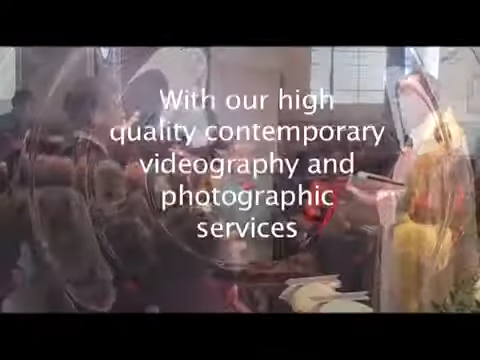 With our high
quality contemporary
videography and
photographic
services